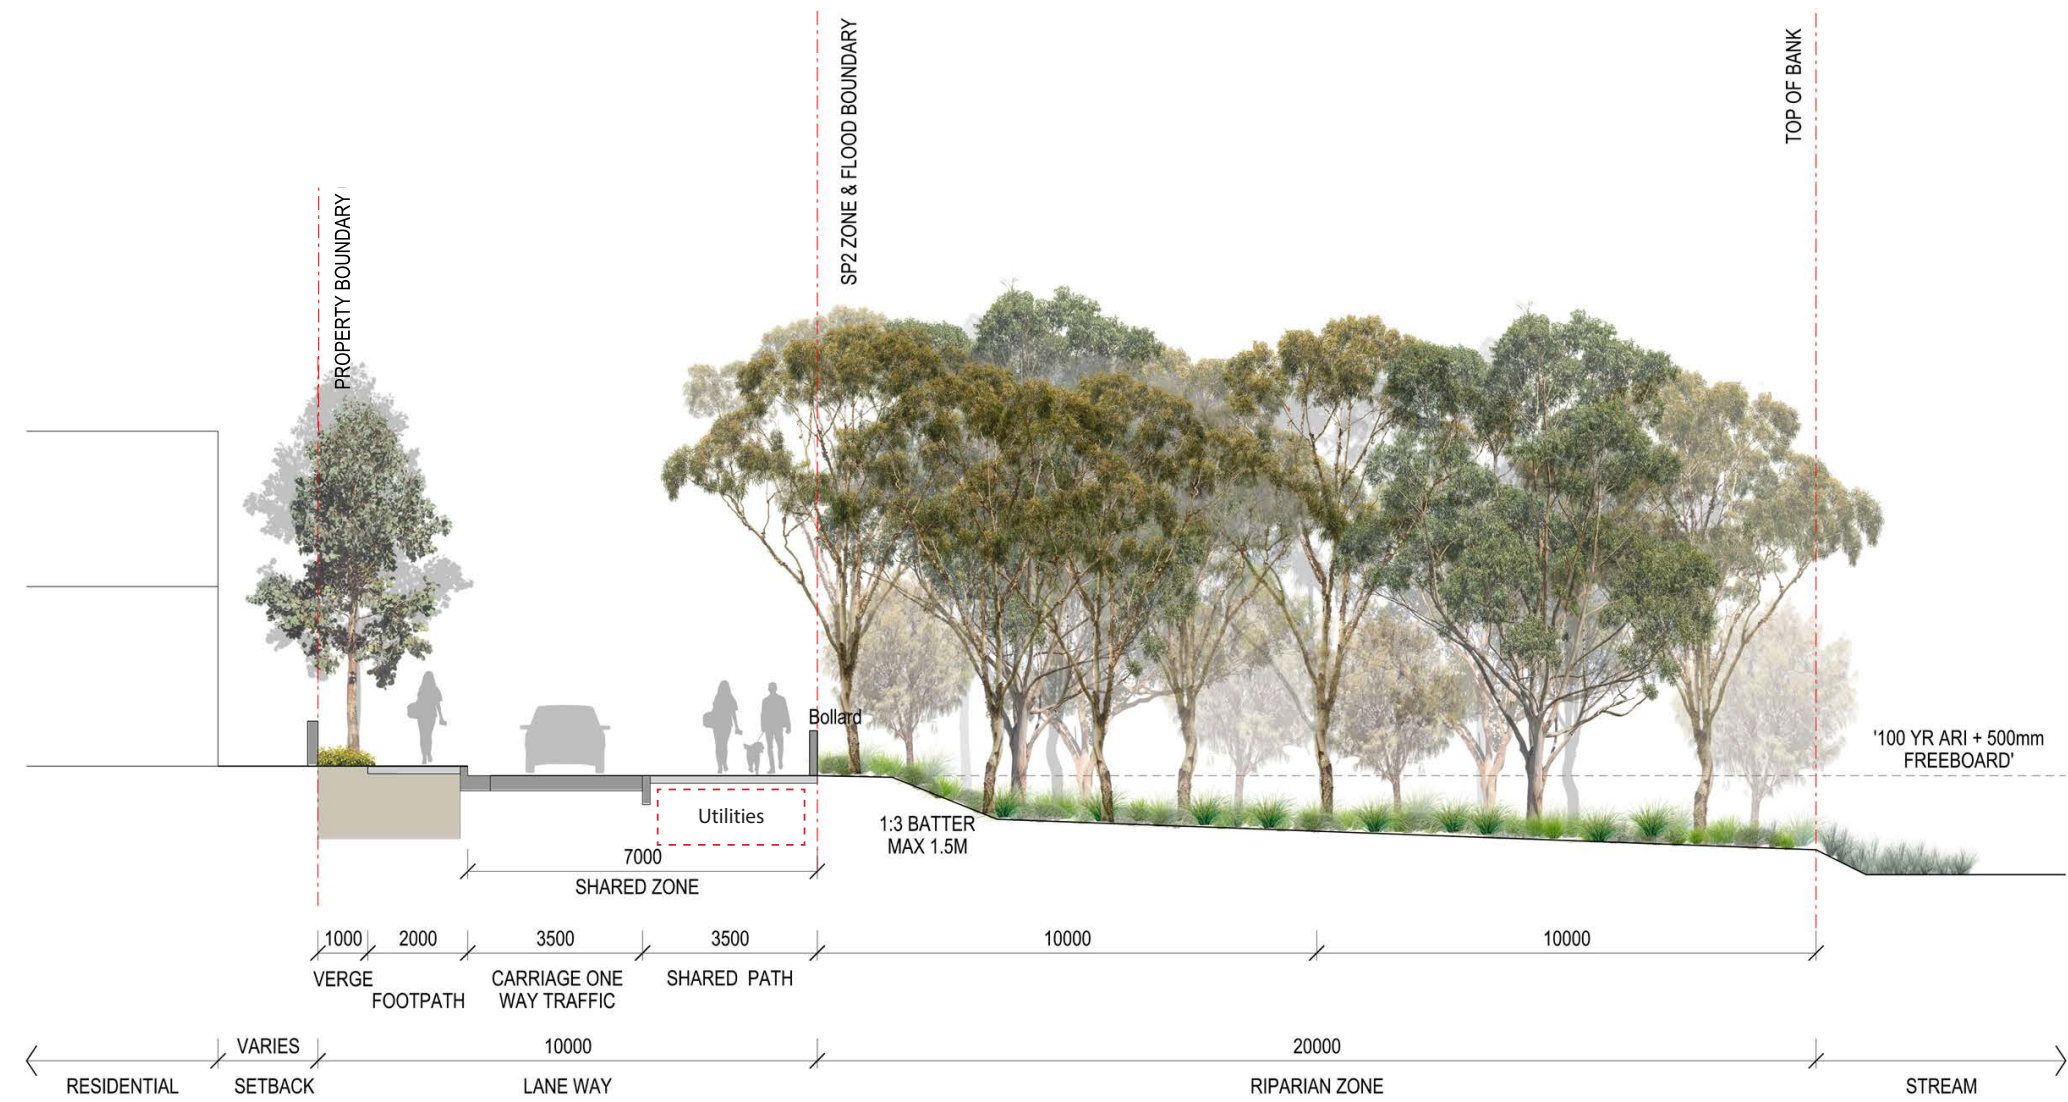 PROPERTY BOUNDARY
SP2 ZONE & FLOOD BOUNDARY
TOP OF BANK
Bollard
'100 YR ARI + 500mm
FREEBOARD'
Utilities
1:3 BATTER
MAX 1.5M
7000
SHARED ZONE
1000
2000
3500
3500
10000
10000
VERGE
FOOTPATH
CARRIAGE ONE
WAY TRAFFIC
SHARED PATH
VARIES
10000
20000
RESIDENTIAL
SETBACK
LANE WAY
RIPARIAN ZONE
STREAM